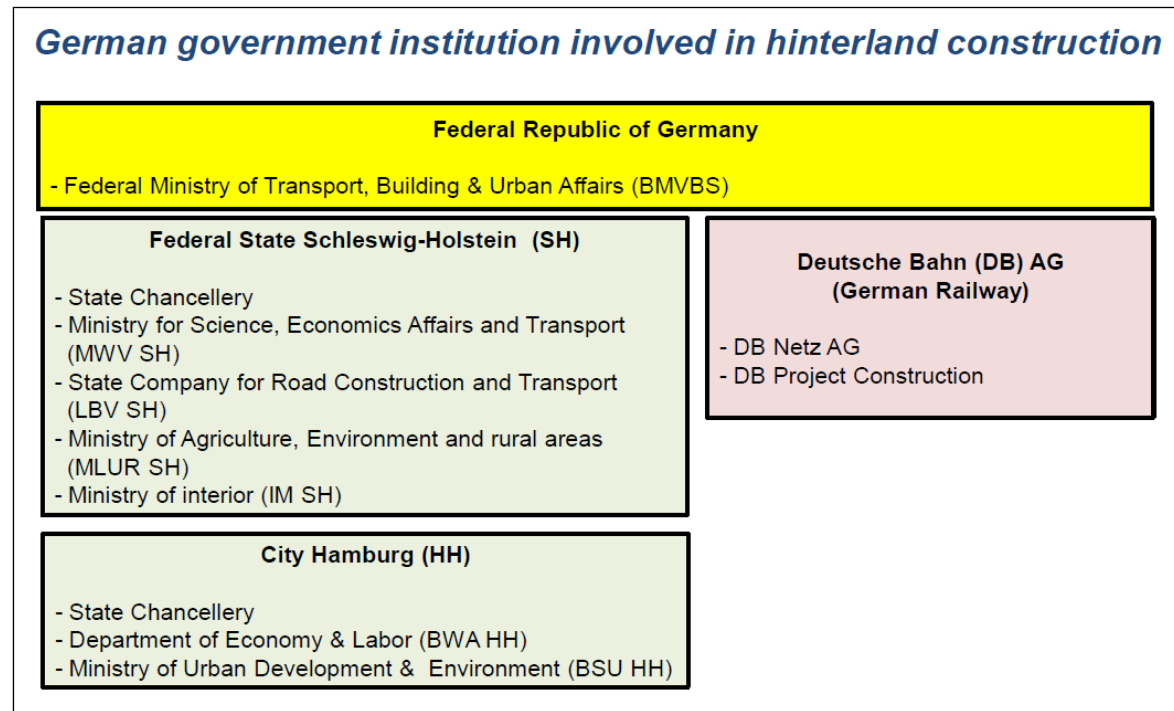 German government institution involved in hinterland construction
Federal Republic of Germany
- Federal Ministry of Transport, Building & Urban Affairs (BMVBS)
Federal State Schleswig-Holstein (SH)
- State Chancellery
- Ministry for Science, Economics Affairs and Transport
(MWV SH)
- State Company for Road Construction and Transport
(LBV SH)
- Ministry of Agriculture, Environment and rural areas
(MLUR SH)
- Ministry of interior (IM SH)
Deutsche Bahn (DB) AG
(German Railway)
- DB Netz AG
- DB Project Construction
City Hamburg (HH)
- State Chancellery
- Department of Economy & Labor (BWA HH)
- Ministry of Urban Development & Environment (BSU HH)